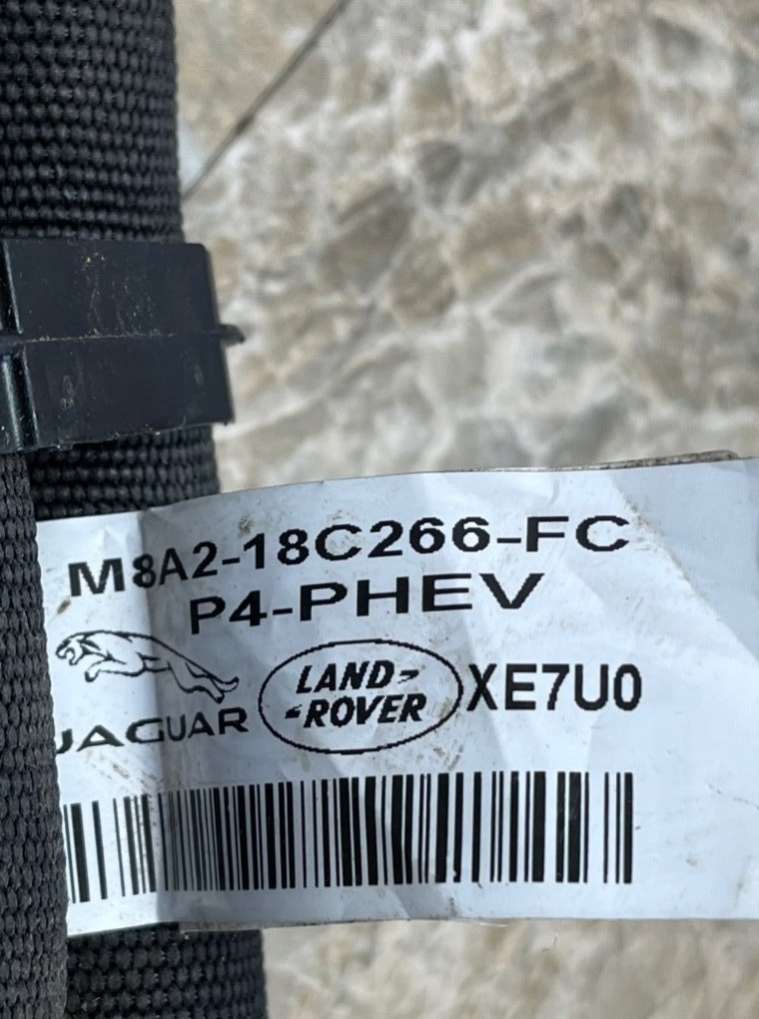 M8A2-18C266-FC
P4-PHEV
JAGUAR LAND ROVER XE7U0